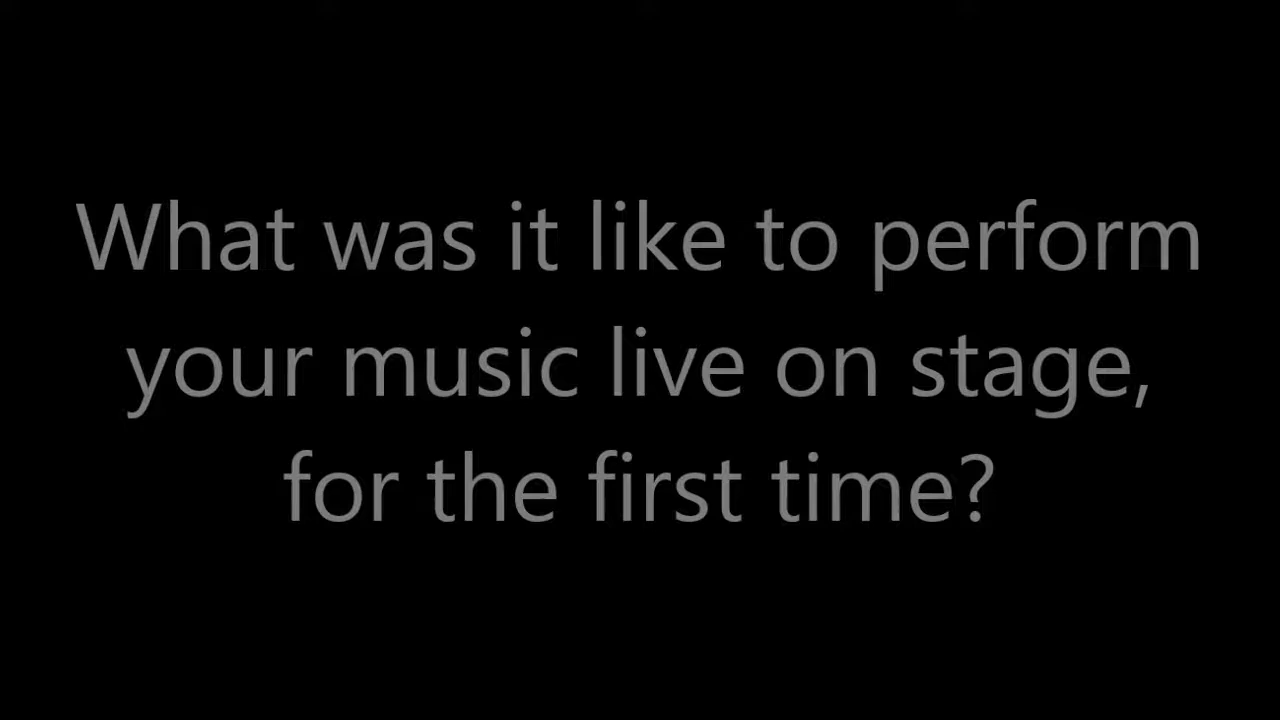 What was it like to perform
your music live on stage,
for the first time?